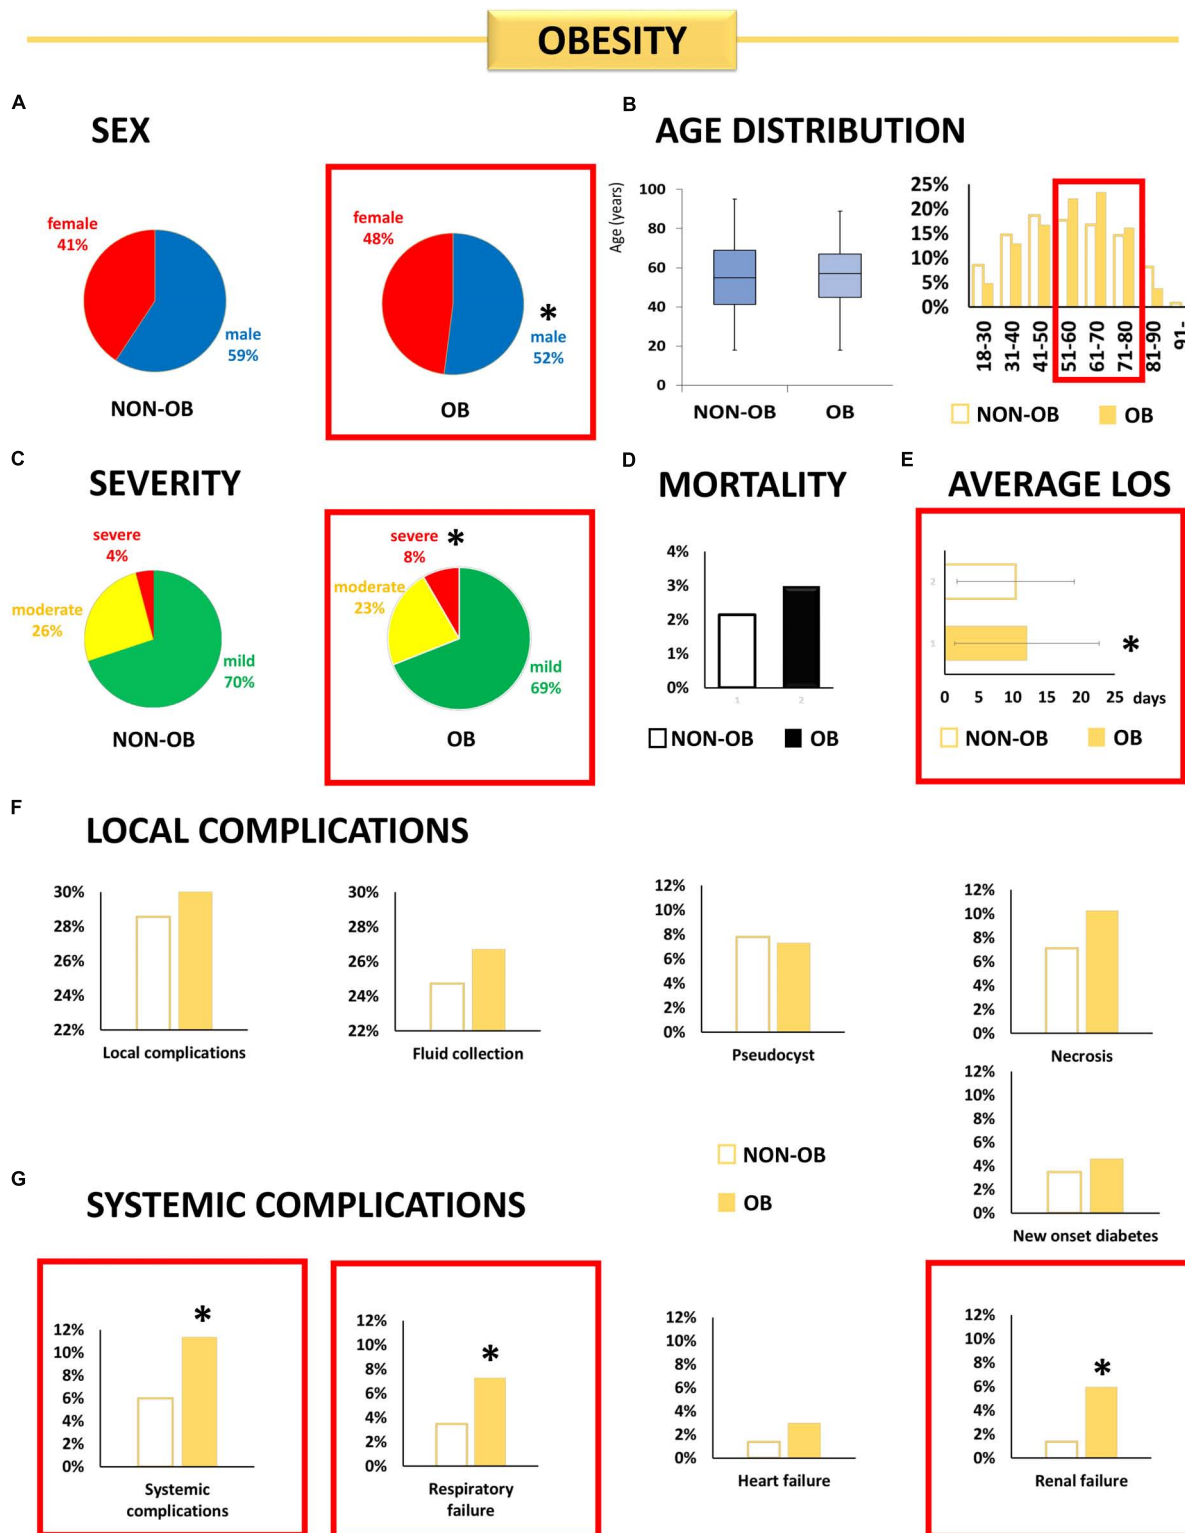 OBESITY
A
SEX
female
41%
male
59%
NON-OB
female
48%
*
male
52%
OB
B
AGE DISTRIBUTION
Age (years)
100
80
60
40
20
0
NON-OB
OB
25%
20%
15%
10%
5%
0%
18-30
31-40
41-50
51-60
61-70
71-80
81-90
91-
NON-OB
OB
C
SEVERITY
severe
4%
moderate
26%
mild
70%
NON-OB
severe *
8%
moderate
23%
mild
69%
OB
D
MORTALITY
4%
3%
2%
1%
0%
1 2
NON-OB OB
E
AVERAGE LOS
2
1
*
0 5 10 15 20 25 days
NON-OB OB
F
LOCAL COMPLICATIONS
30%
28%
26%
24%
22%
Local complications
30%
28%
26%
24%
22%
Fluid collection
12%
10%
8%
6%
4%
2%
0%
Pseudocyst
12%
10%
8%
6%
4%
2%
0%
Necrosis
12%
10%
8%
6%
4%
2%
0%
New onset diabetes
NON-OB
OB
G
SYSTEMIC COMPLICATIONS
*
12%
10%
8%
6%
4%
2%
0%
Systemic
complications
12%
10%
8%
6%
4%
2%
0%
*
Respiratory
failure
12%
10%
8%
6%
4%
2%
0%
Heart failure
12%
10%
8%
6%
4%
2%
0%
*
Renal failure